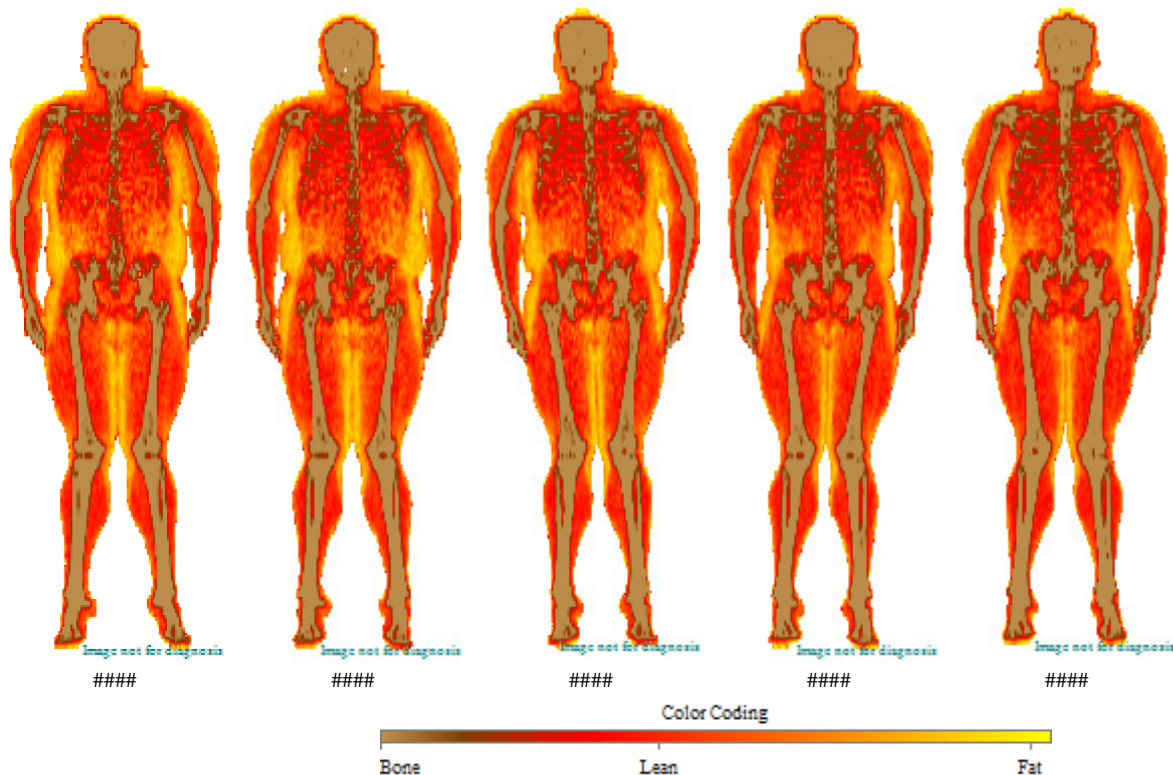 Image not for diagnosis Image not for diagnosis Image not for diagnosis Image not for diagnosis Image not for diagnosis
#### #### #### #### ####
Color Coding
Bone Lean Fat